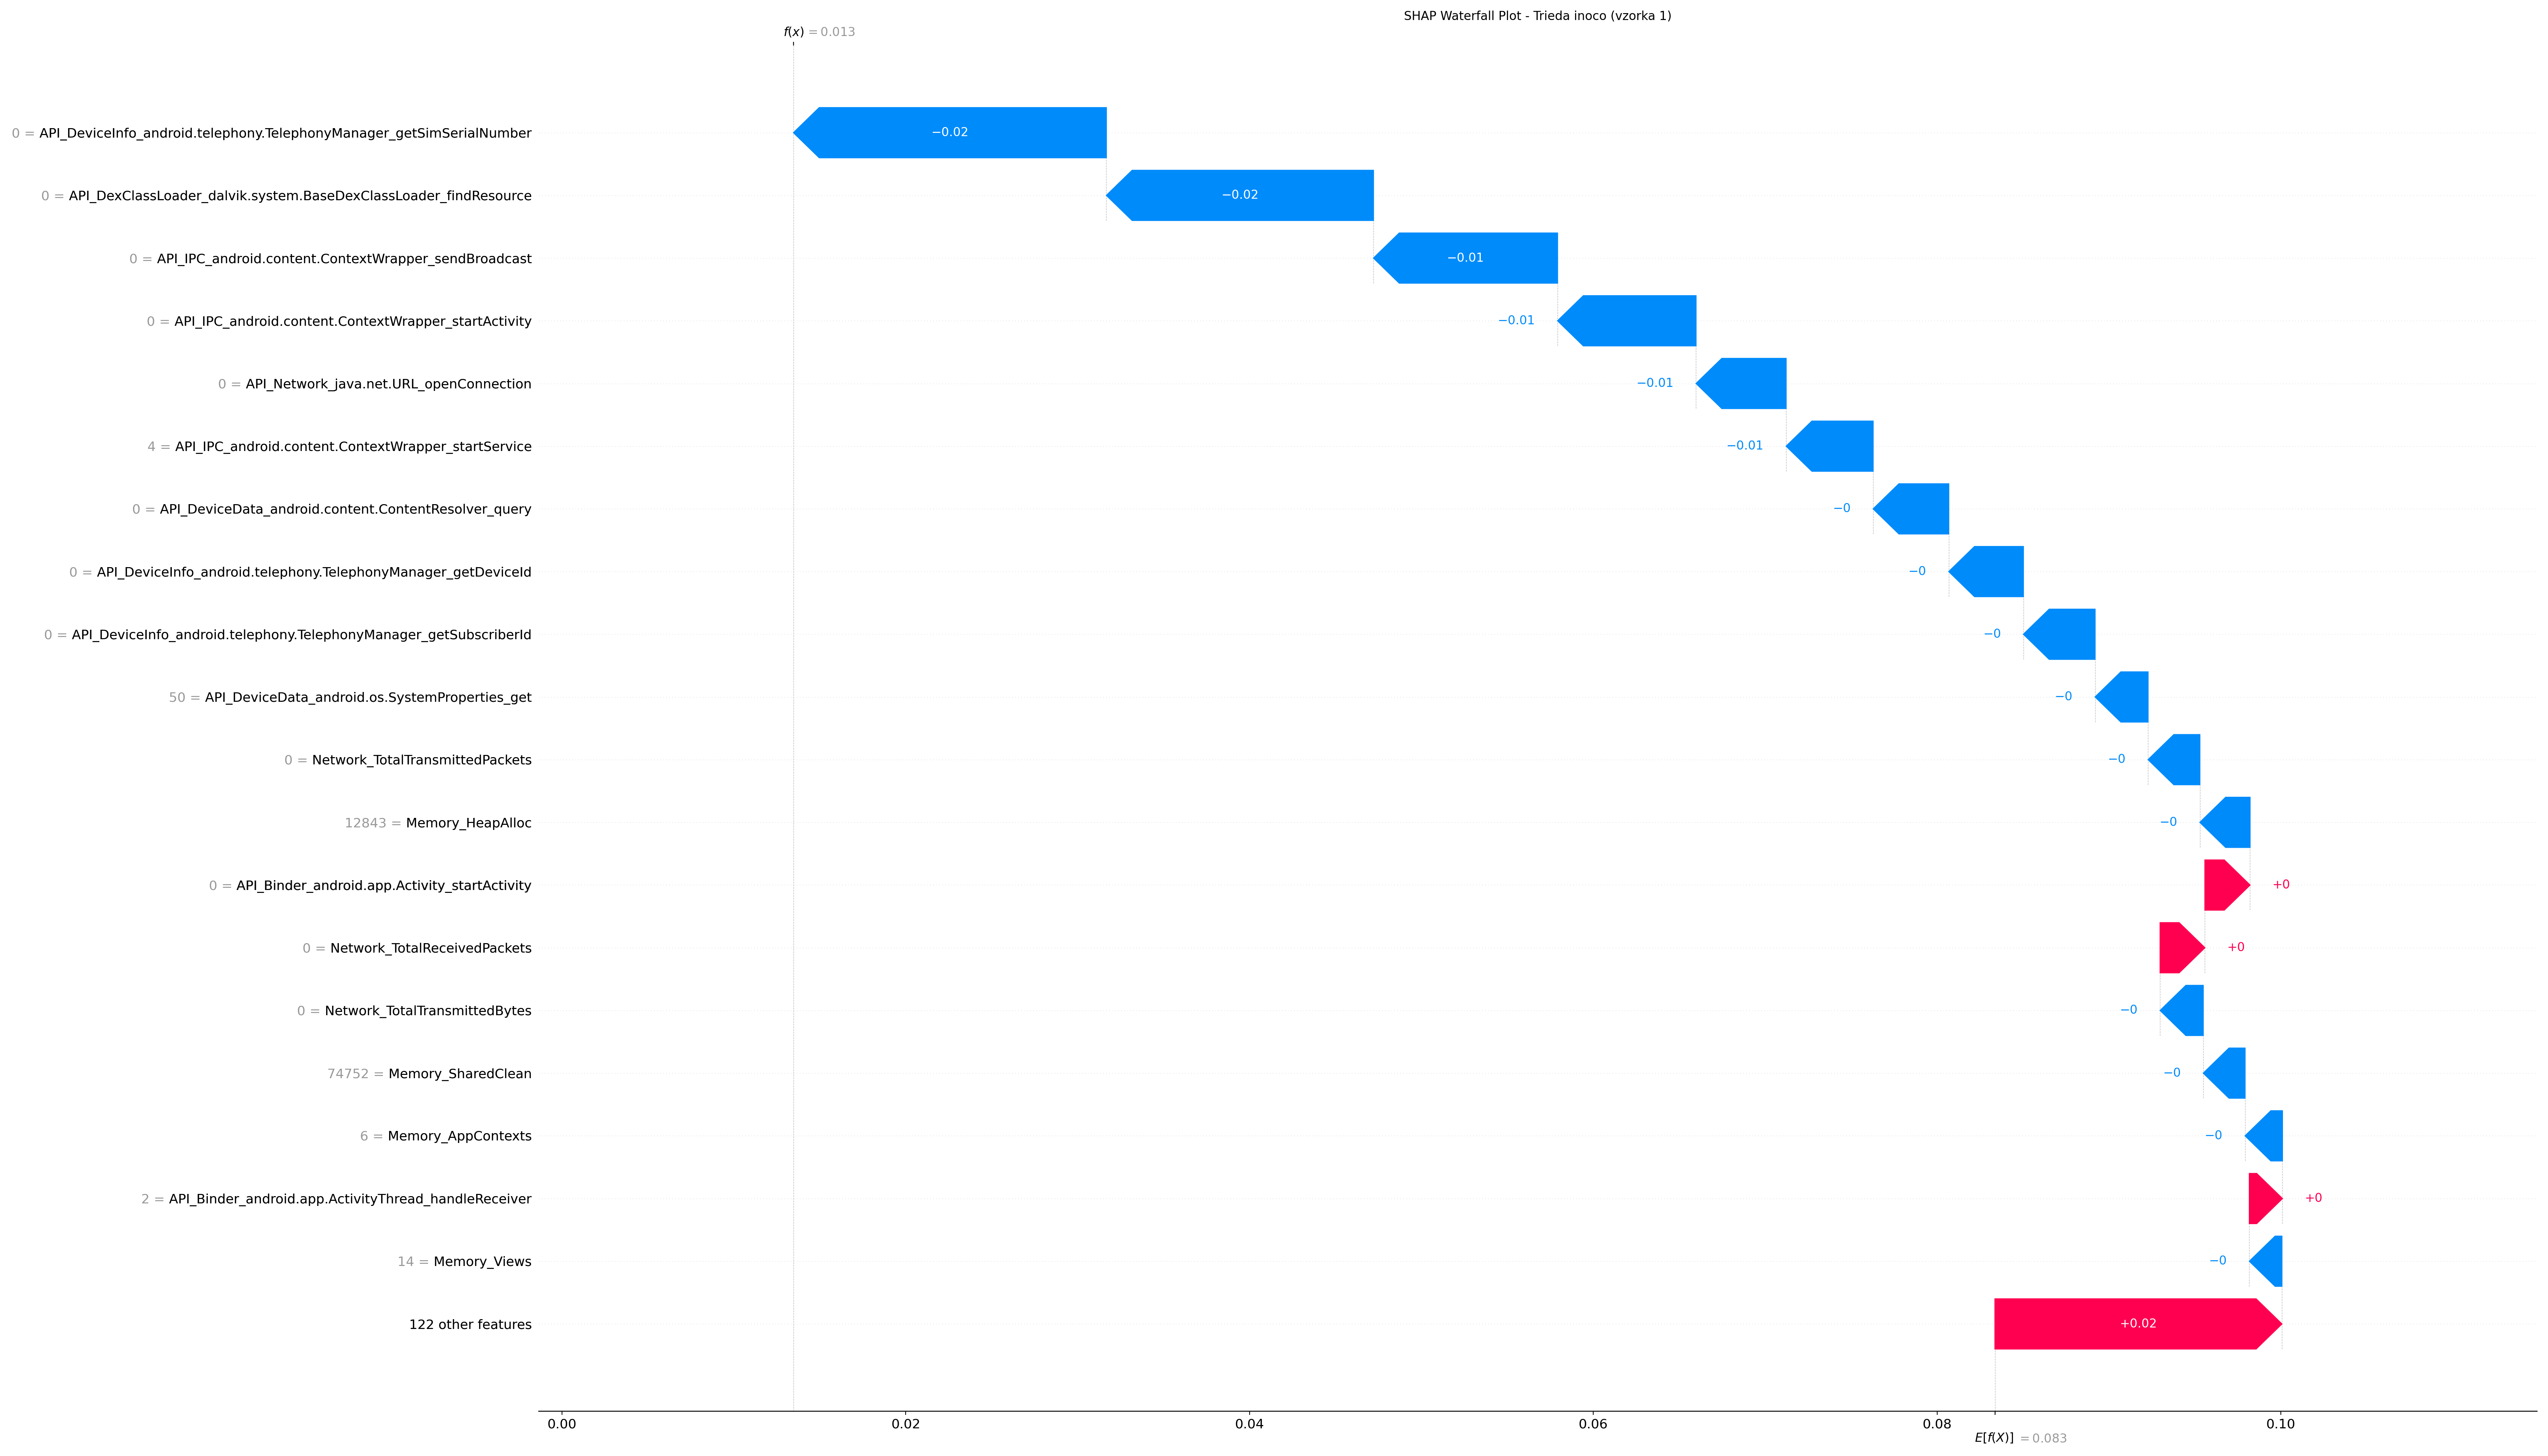 SHAP Waterfall Plot - Trieda inoco (vzorka 1)
f(x) = 0.013
0 = API_DeviceInfo_android.telephony.TelephonyManager_getSimSerialNumber −0.02
0 = API_DexClassLoader_dalvik.system.BaseDexClassLoader_findResource −0.02
0 = API_IPC_android.content.ContextWrapper_sendBroadcast −0.01
0 = API_IPC_android.content.ContextWrapper_startActivity −0.01
0 = API_Network_java.net.URL_openConnection −0.01
4 = API_IPC_android.content.ContextWrapper_startService −0.01
0 = API_DeviceData_android.content.ContentResolver_query −0
0 = API_DeviceInfo_android.telephony.TelephonyManager_getDeviceId −0
0 = API_DeviceInfo_android.telephony.TelephonyManager_getSubscriberId −0
50 = API_DeviceData_android.os.SystemProperties_get −0
0 = Network_TotalTransmittedPackets −0
12843 = Memory_HeapAlloc −0
0 = API_Binder_android.app.Activity_startActivity +0
0 = Network_TotalReceivedPackets +0
0 = Network_TotalTransmittedBytes −0
74752 = Memory_SharedClean −0
6 = Memory_AppContexts −0
2 = API_Binder_android.app.ActivityThread_handleReceiver +0
14 = Memory_Views −0
122 other features +0.02
0.00 0.02 0.04 0.06 0.08 0.10
E[f(X)] = 0.083